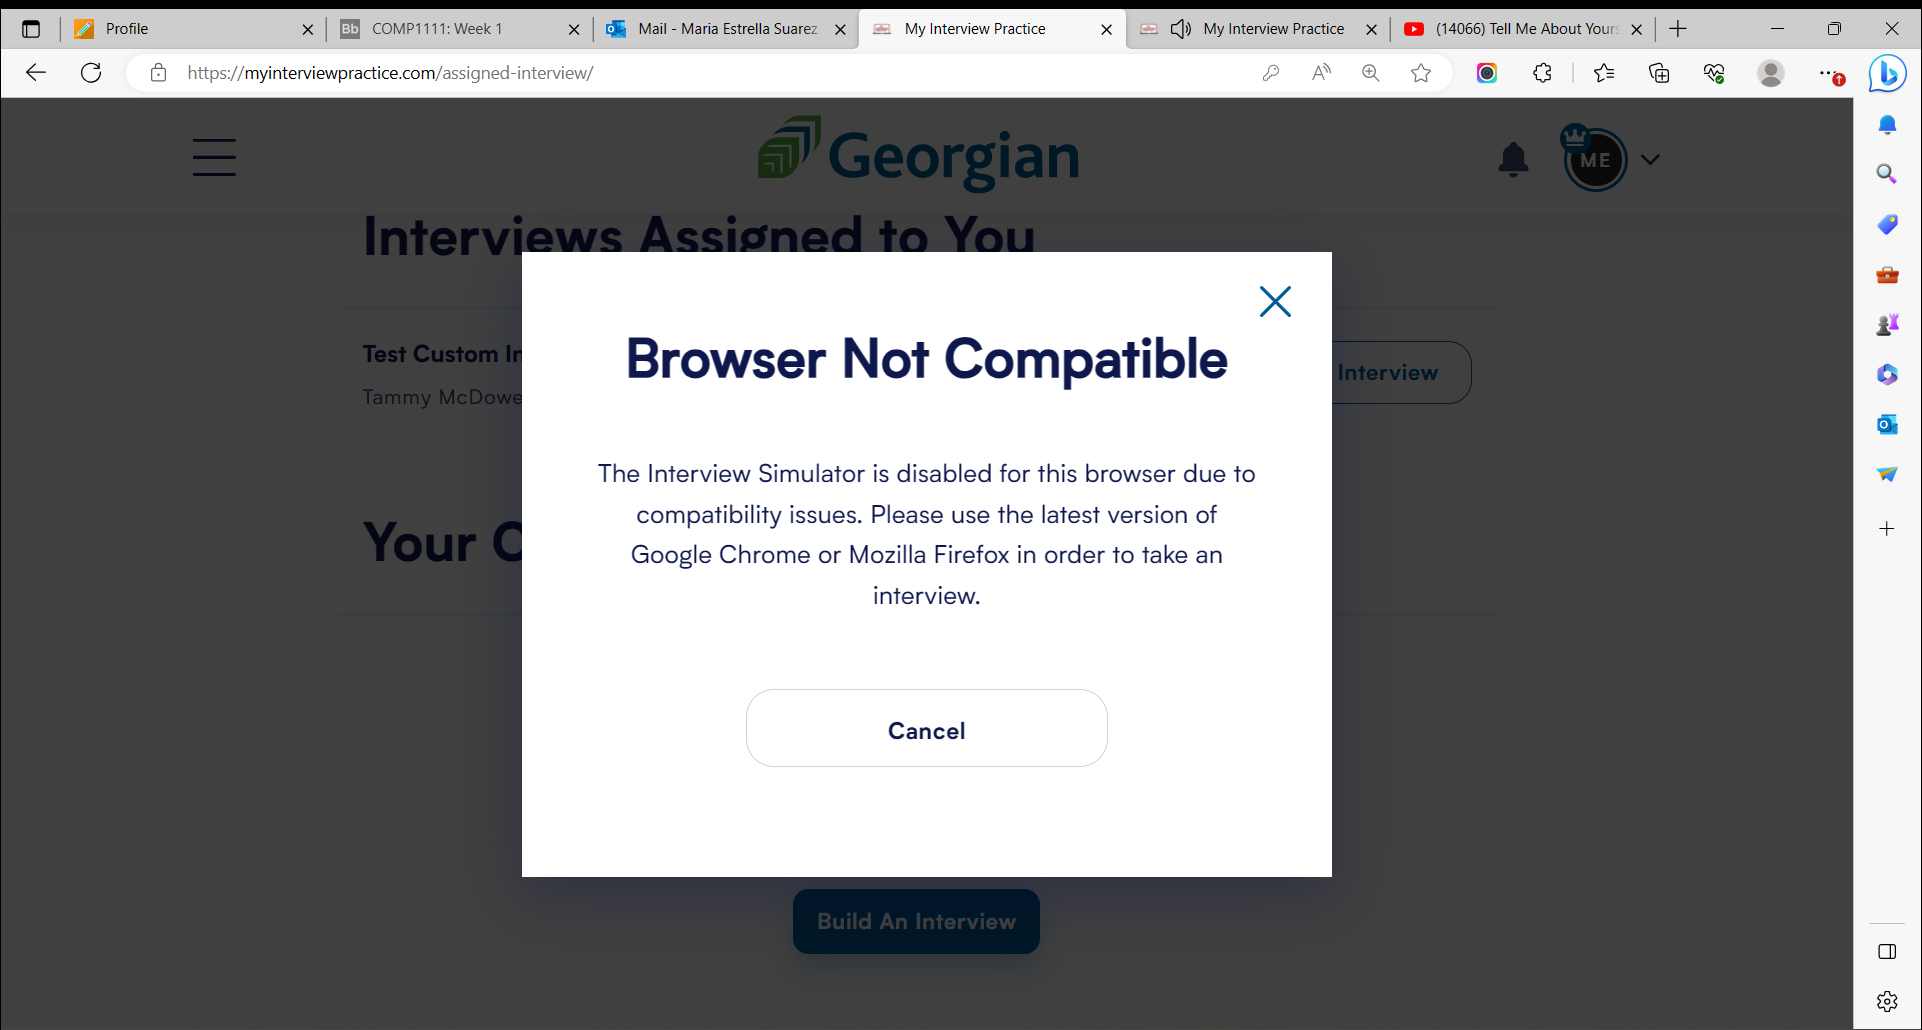 Profile
Bb
COMP1111: Week 1
Mail - Maria Estrella Suarez
My Interview Practice
My Interview Practice
(14066) Tell Me About Yours
https://myinterviewpractice.com/assigned-interview/
Georgian
ME
Interviews Assigned to You
Test Custom In
Tammy McDowe
Interview
Your C
Browser Not Compatible
The Interview Simulator is disabled for this browser due to
compatibility issues. Please use the latest version of
Google Chrome or Mozilla Firefox in order to take an
interview.
Cancel
Build An Interview